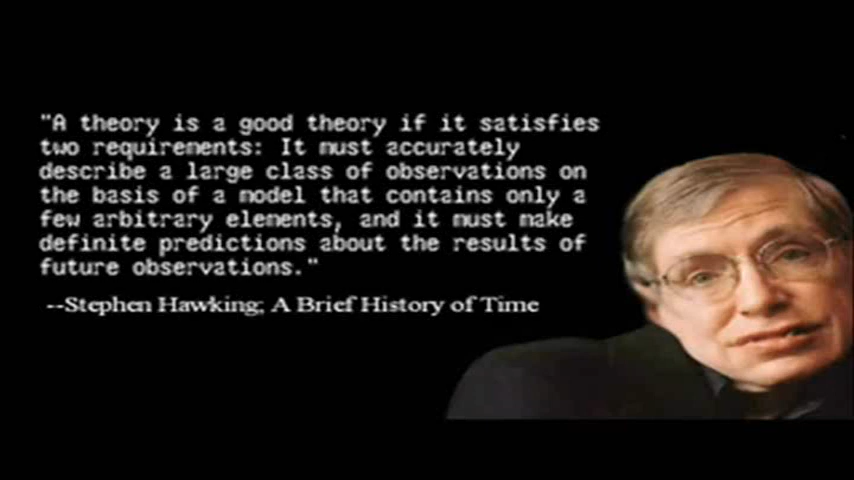 "A theory is a good theory if it satisfies
two requirements: It must accurately
describe a large class of observations on
the basis of a model that contains only a
few arbitrary elements, and it must make
definite predictions about the results of
future observations."
--Stephen Hawking; A Brief History of Time